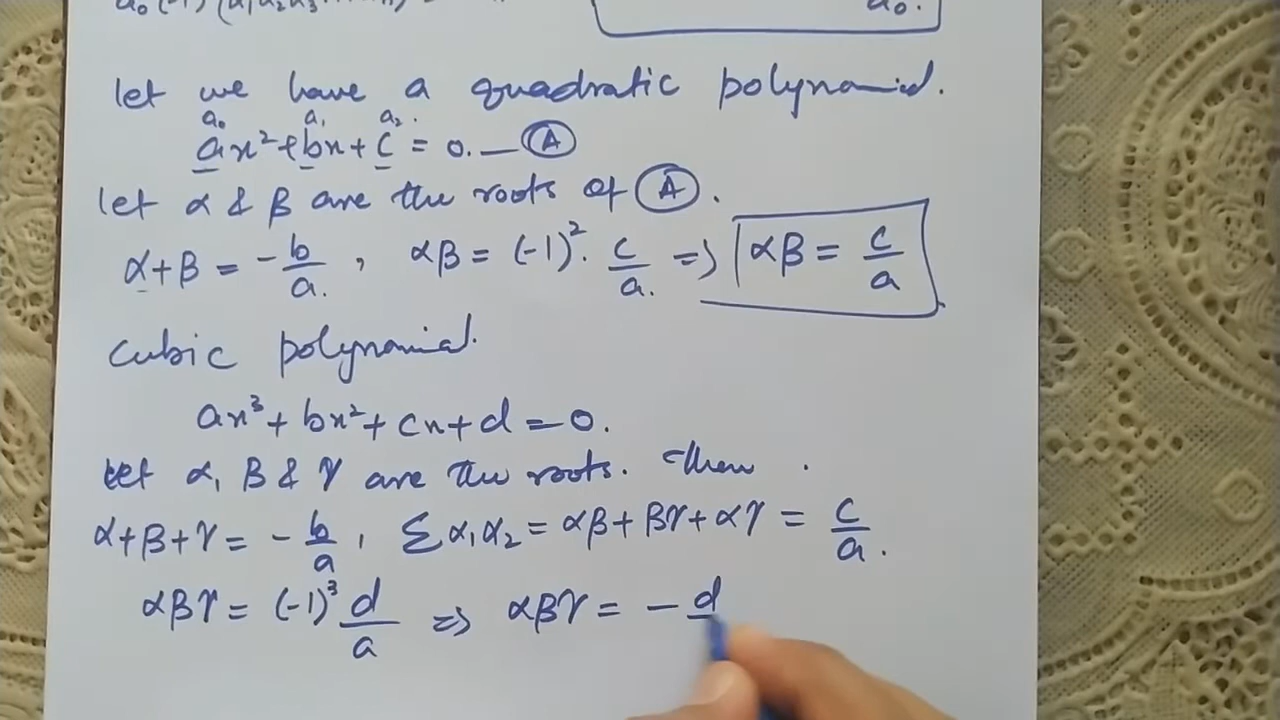 a₀.
let we have a quadratic polynomial.
a₀ a₁ a₂.
ax² + bx + c = 0. — Ⓐ
let α & β are the roots of Ⓐ.
α+β = -b/a. , αβ = (-1)². c/a. => αβ = c/a
Cubic polynomial.
ax³ + bx² + cx + d = 0.
Let α, β & γ are the roots. Then .
α+β+γ = -b/a , Σα₁α₂ = αβ + βγ + αγ = c/a.
αβγ = (-1)³ d/a => αβγ = - d